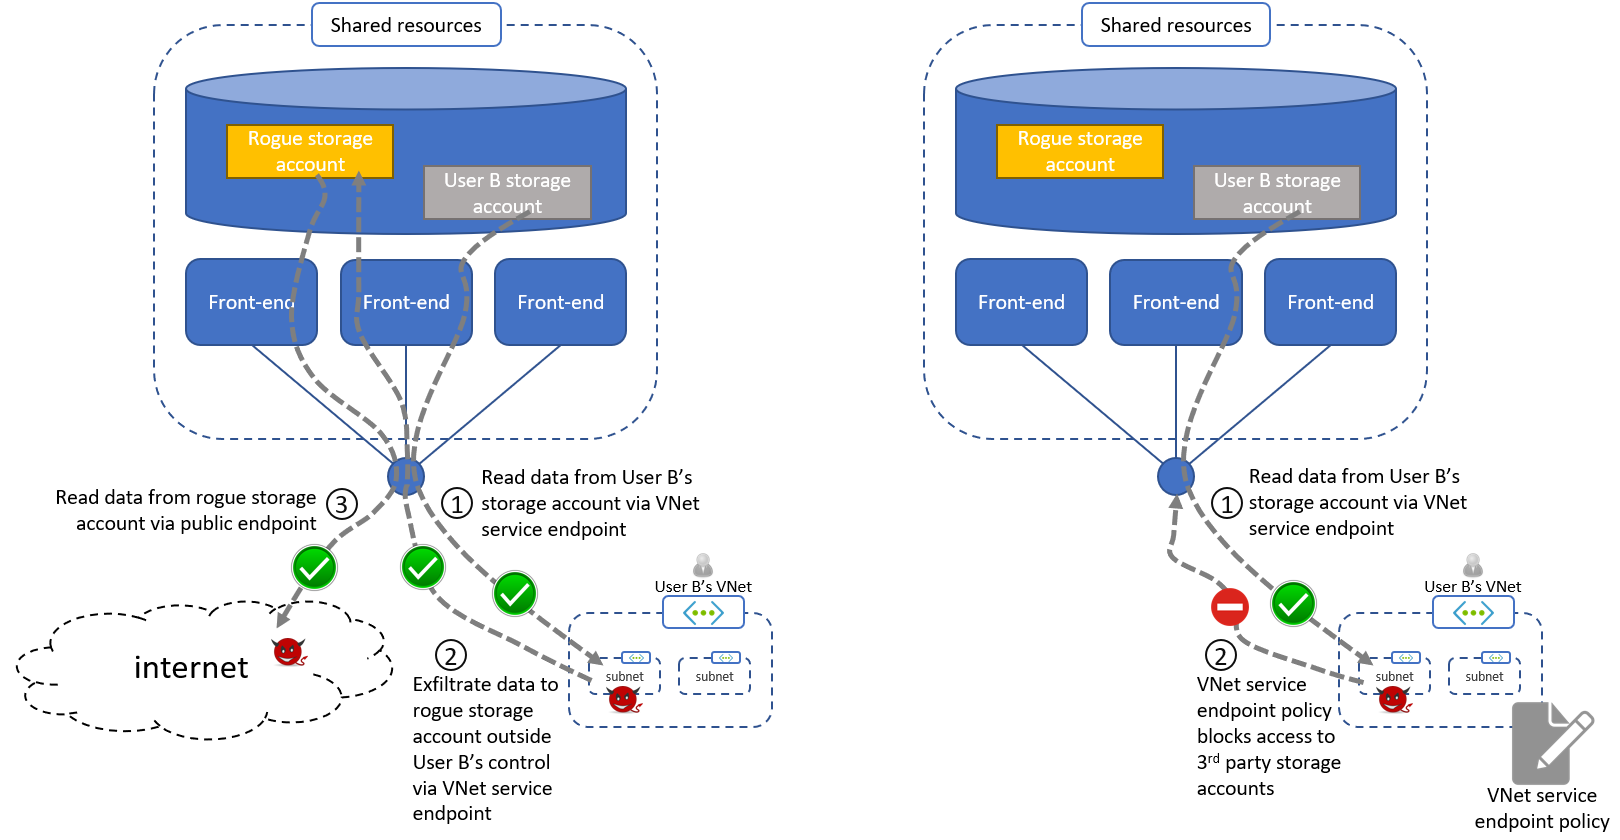 Shared resources
Rogue storage
account
User B storage
account
Front-end
Front-end
Front-end
Read data from rogue storage
account via public endpoint
3
1
Read data from User B’s
storage account via VNet
service endpoint
User B’s VNet
internet
2
Exfiltrate data to
rogue storage
account outside
User B’s control
via VNet service
endpoint
subnet
subnet
Shared resources
Rogue storage
account
User B storage
account
Front-end
Front-end
Front-end
1
Read data from User B’s
storage account via VNet
service endpoint
User B’s VNet
2
VNet service
endpoint policy
blocks access to
3rd party storage
accounts
subnet
subnet
VNet service
endpoint policy